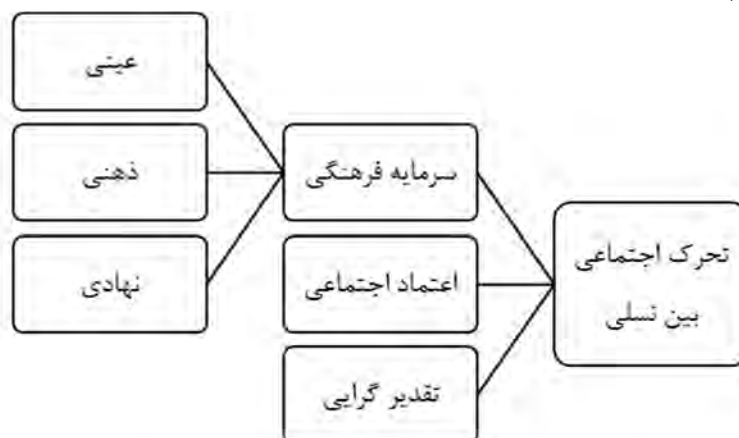 عینی
ذهنی
نهادی
سرمایه فرهنگی
اعتماد اجتماعی
تقدیر گرایی
تحرک اجتماعی
بین نسلی